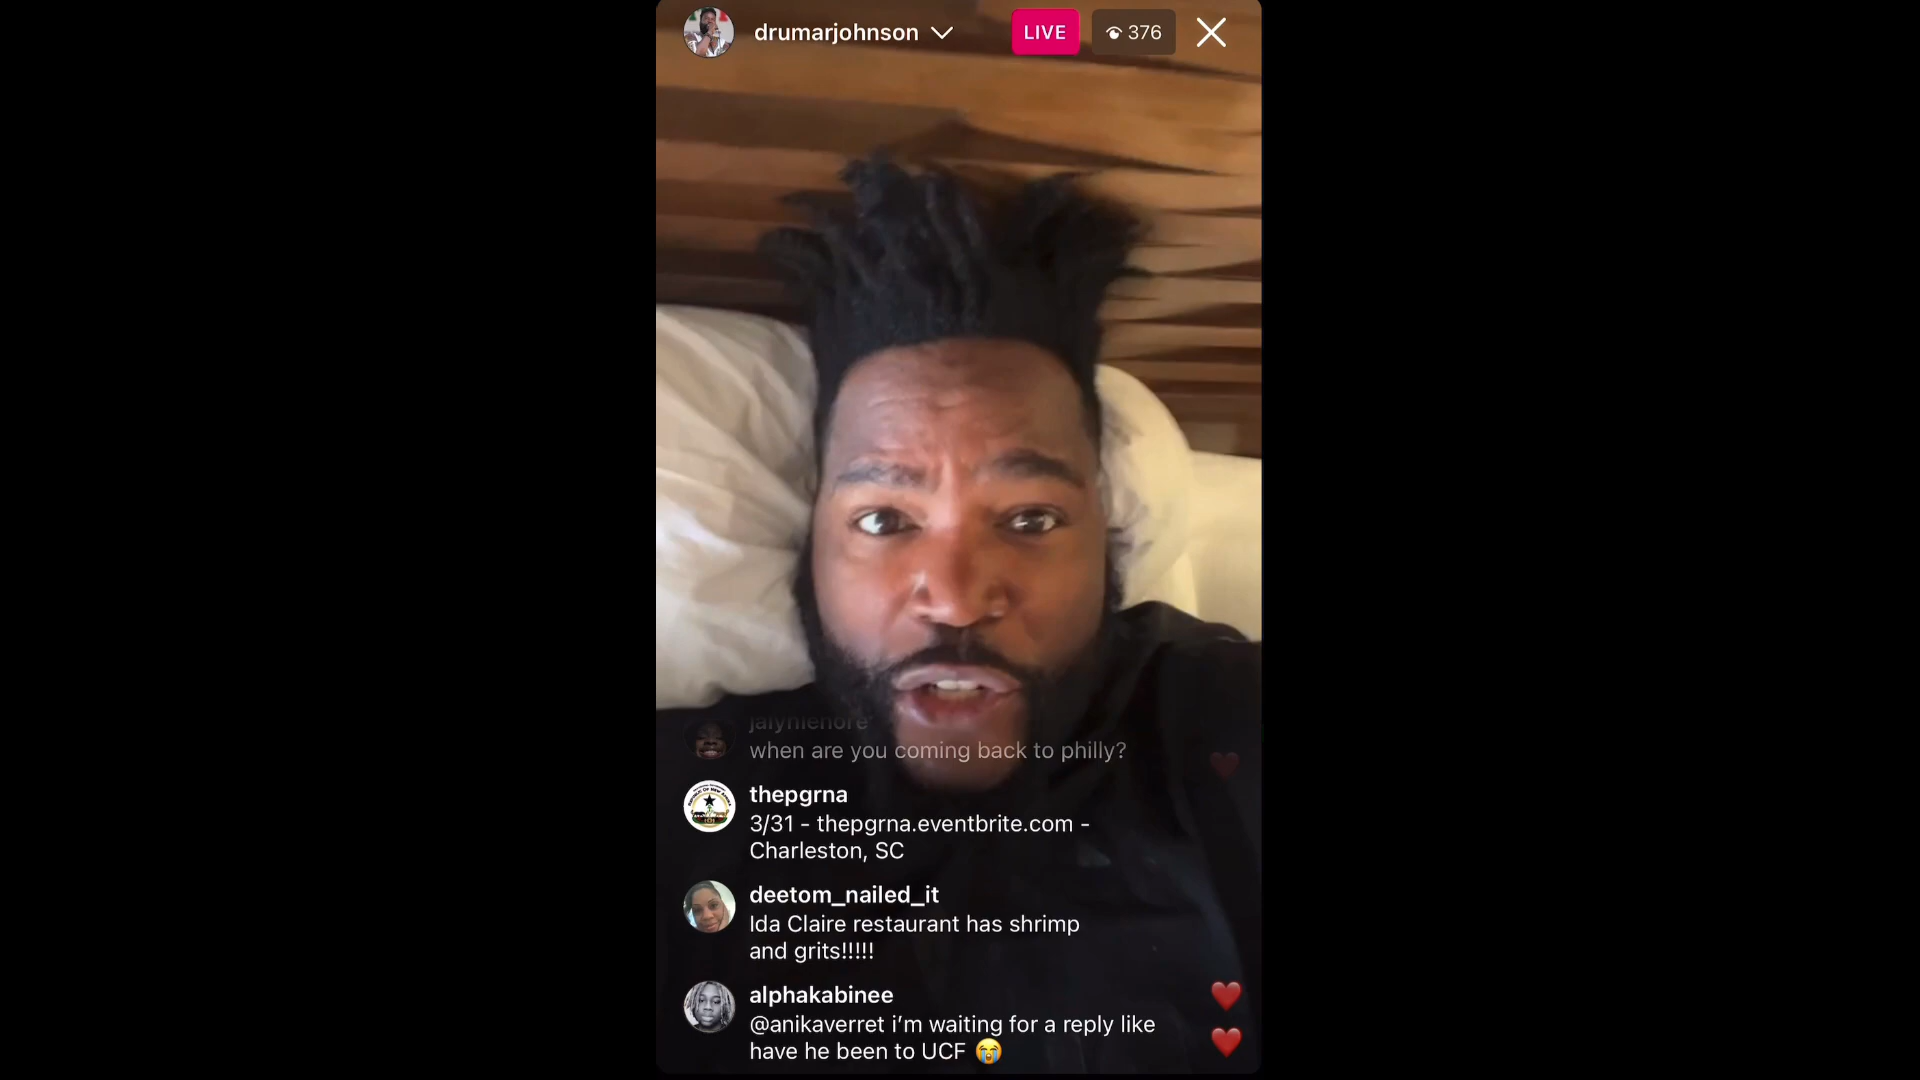 drumarjohnson
LIVE
376
when are you coming back to philly?
thepgrna
3/31 - thepgrna.eventbrite.com -
Charleston, SC
deetom_nailed_it
Ida Claire restaurant has shrimp
and grits!!!!!
alphakabinee
@anikaverret i’m waiting for a reply like
have he been to UCF 😭